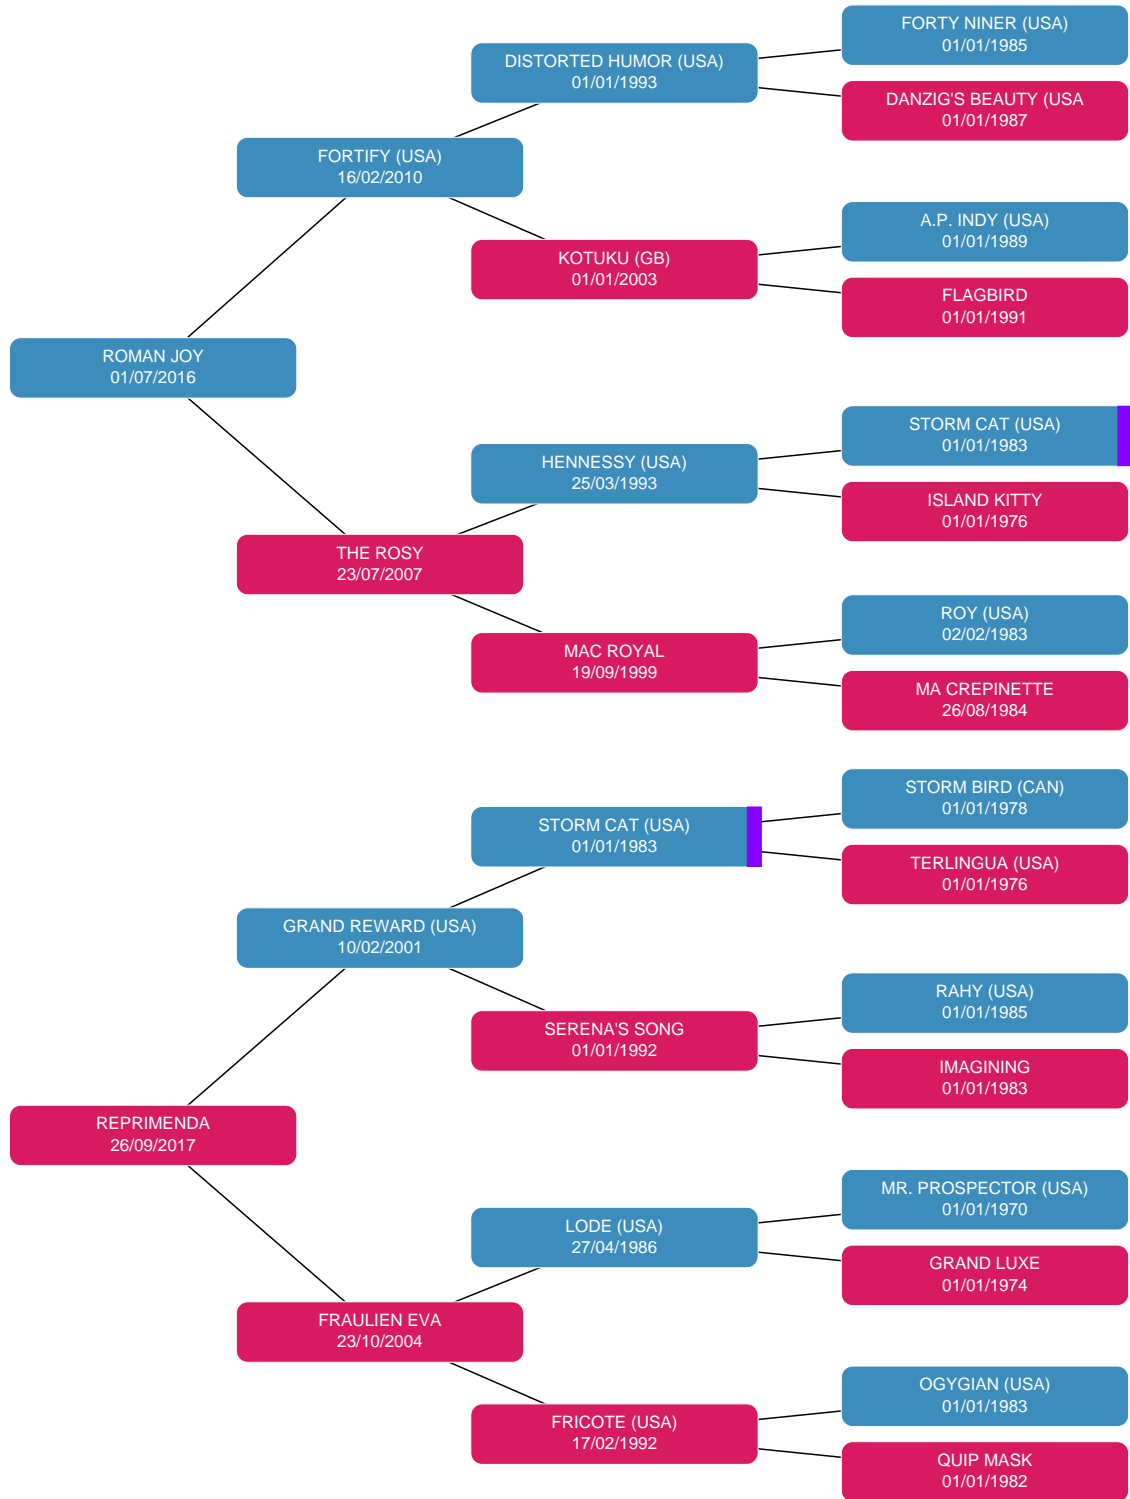 FORTY NINER (USA)
01/01/1985
DISTORTED HUMOR (USA)
01/01/1993
DANZIG'S BEAUTY (USA
01/01/1987
FORTIFY (USA)
16/02/2010
A.P. INDY (USA)
01/01/1989
KOTUKU (GB)
01/01/2003
FLAGBIRD
01/01/1991
ROMAN JOY
01/07/2016
STORM CAT (USA)
01/01/1983
HENNESSY (USA)
25/03/1993
ISLAND KITTY
01/01/1976
THE ROSY
23/07/2007
ROY (USA)
02/02/1983
MAC ROYAL
19/09/1999
MA CREPINETTE
26/08/1984
STORM BIRD (CAN)
01/01/1978
STORM CAT (USA)
01/01/1983
TERLINGUA (USA)
01/01/1976
GRAND REWARD (USA)
10/02/2001
RAHY (USA)
01/01/1985
SERENA'S SONG
01/01/1992
IMAGINING
01/01/1983
REPRIMENDA
26/09/2017
MR. PROSPECTOR (USA)
01/01/1970
LODE (USA)
27/04/1986
GRAND LUXE
01/01/1974
FRAULIEN EVA
23/10/2004
OGYGIAN (USA)
01/01/1983
FRICOTE (USA)
17/02/1992
QUIP MASK
01/01/1982